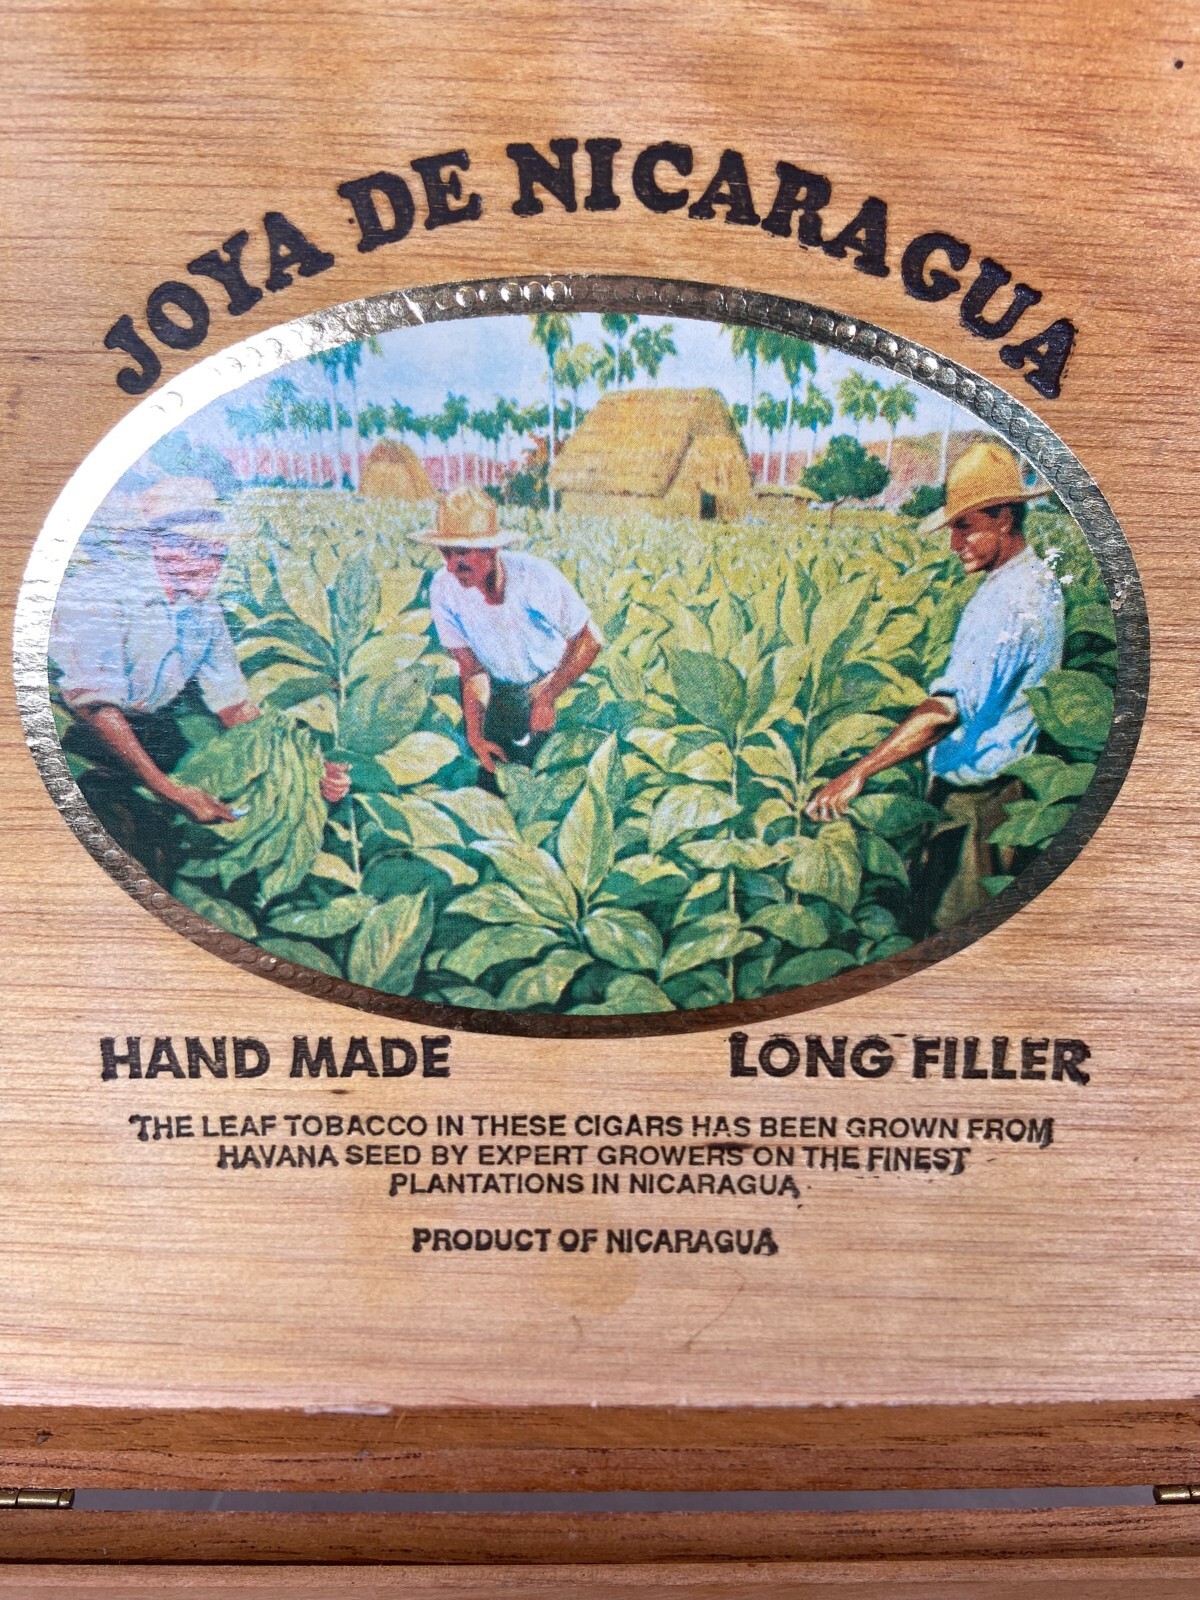 JOYA DE NICARAGUA
HAND MADE LONG FILLER
THE LEAF TOBACCO IN THESE CIGARS HAS BEEN GROWN FROM
HAVANA SEED BY EXPERT GROWERS ON THE FINEST
PLANTATIONS IN NICARAGUA
PRODUCT OF NICARAGUA